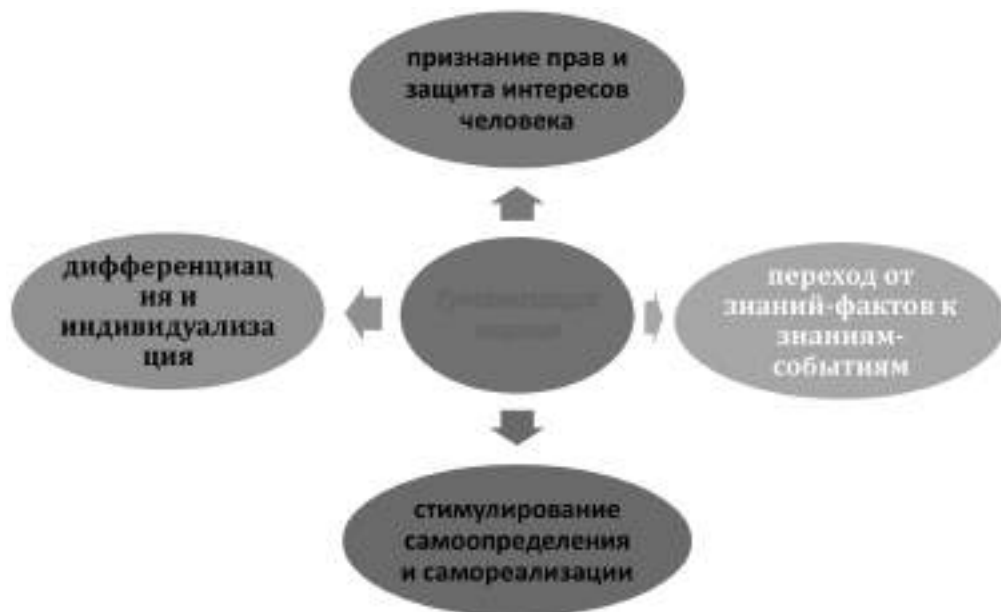 признание прав и
защита интересов
человека
дифференциац
ия и
индивидуализа
ция
переход от
знаний-фактов к
знаниям-
событиям
стимулирование
самоопределения
и самореализации